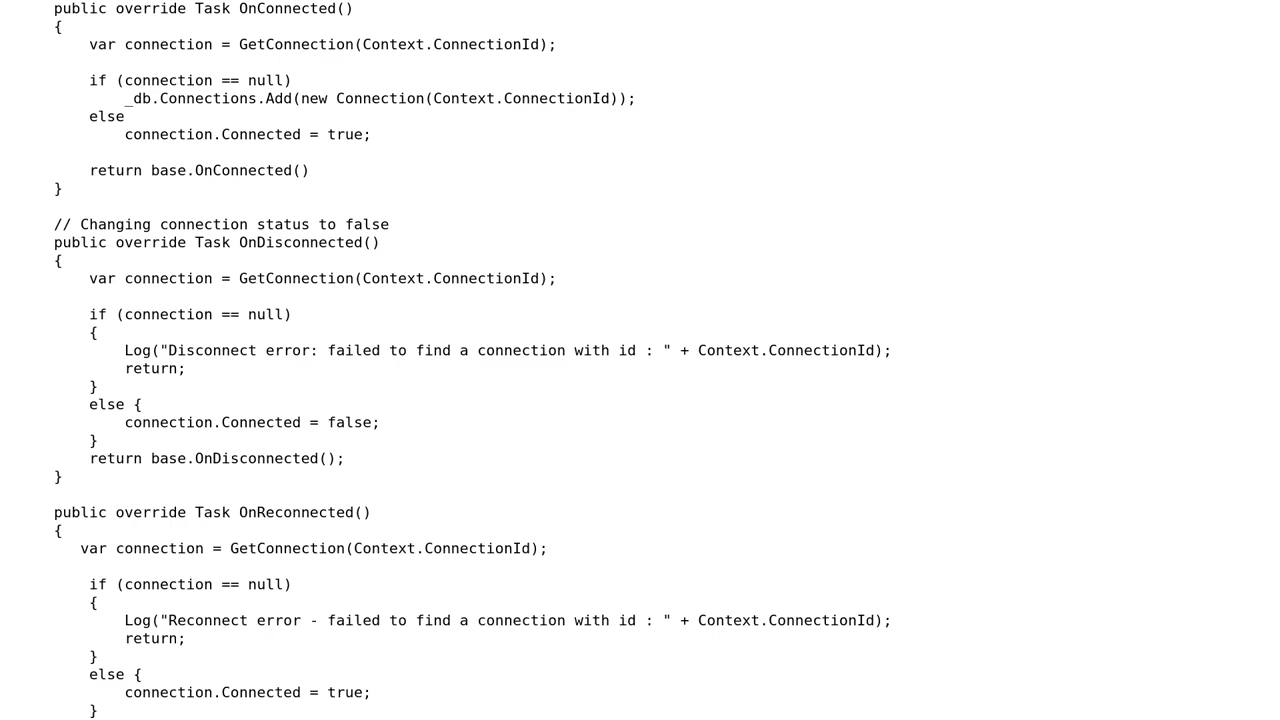 public override Task OnConnected()
{
    var connection = GetConnection(Context.ConnectionId);

    if (connection == null)
        _db.Connections.Add(new Connection(Context.ConnectionId));
    else
        connection.Connected = true;

    return base.OnConnected()
}

// Changing connection status to false
public override Task OnDisconnected()
{
    var connection = GetConnection(Context.ConnectionId);

    if (connection == null)
    {
        Log("Disconnect error: failed to find a connection with id : " + Context.ConnectionId);
        return;
    }
    else {
        connection.Connected = false;
    }
    return base.OnDisconnected();
}

public override Task OnReconnected()
{
   var connection = GetConnection(Context.ConnectionId);

    if (connection == null)
    {
        Log("Reconnect error - failed to find a connection with id : " + Context.ConnectionId);
        return;
    }
    else {
        connection.Connected = true;
    }